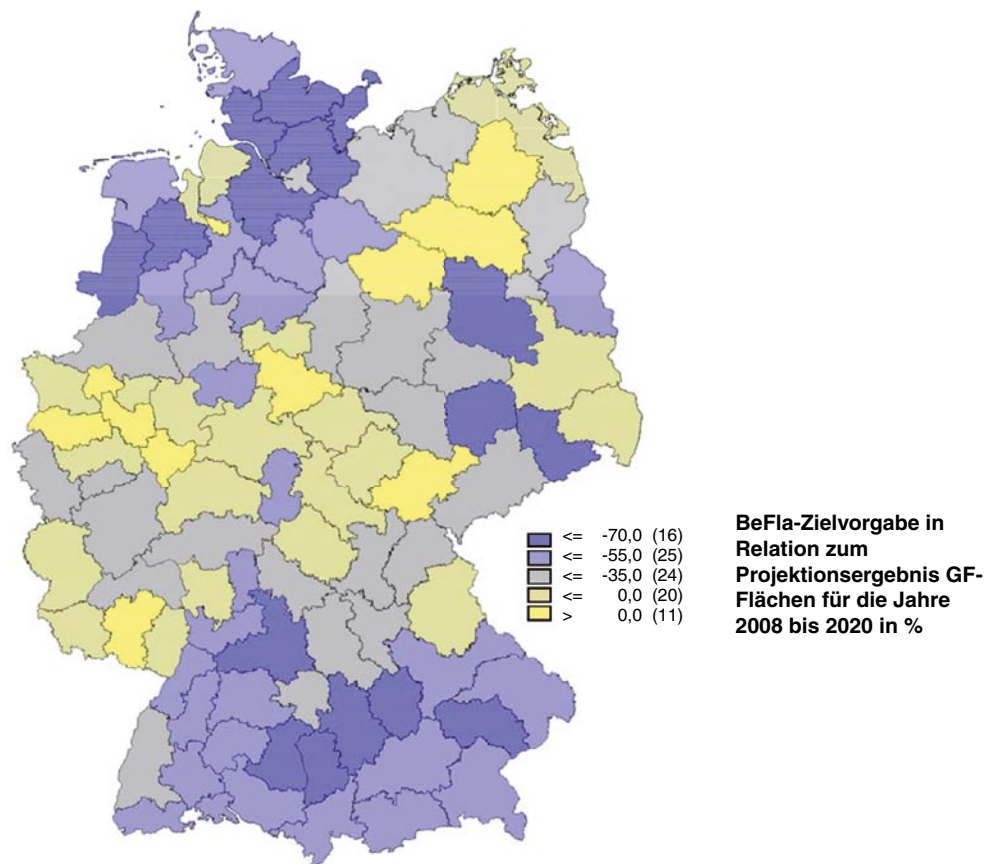 <= -70,0 (16)
<= -55,0 (25)
<= -35,0 (24)
<= 0,0 (20)
> 0,0 (11)
BeFla-Zielvorgabe in
Relation zum
Projektionsergebnis GF-
Flächen für die Jahre
2008 bis 2020 in %